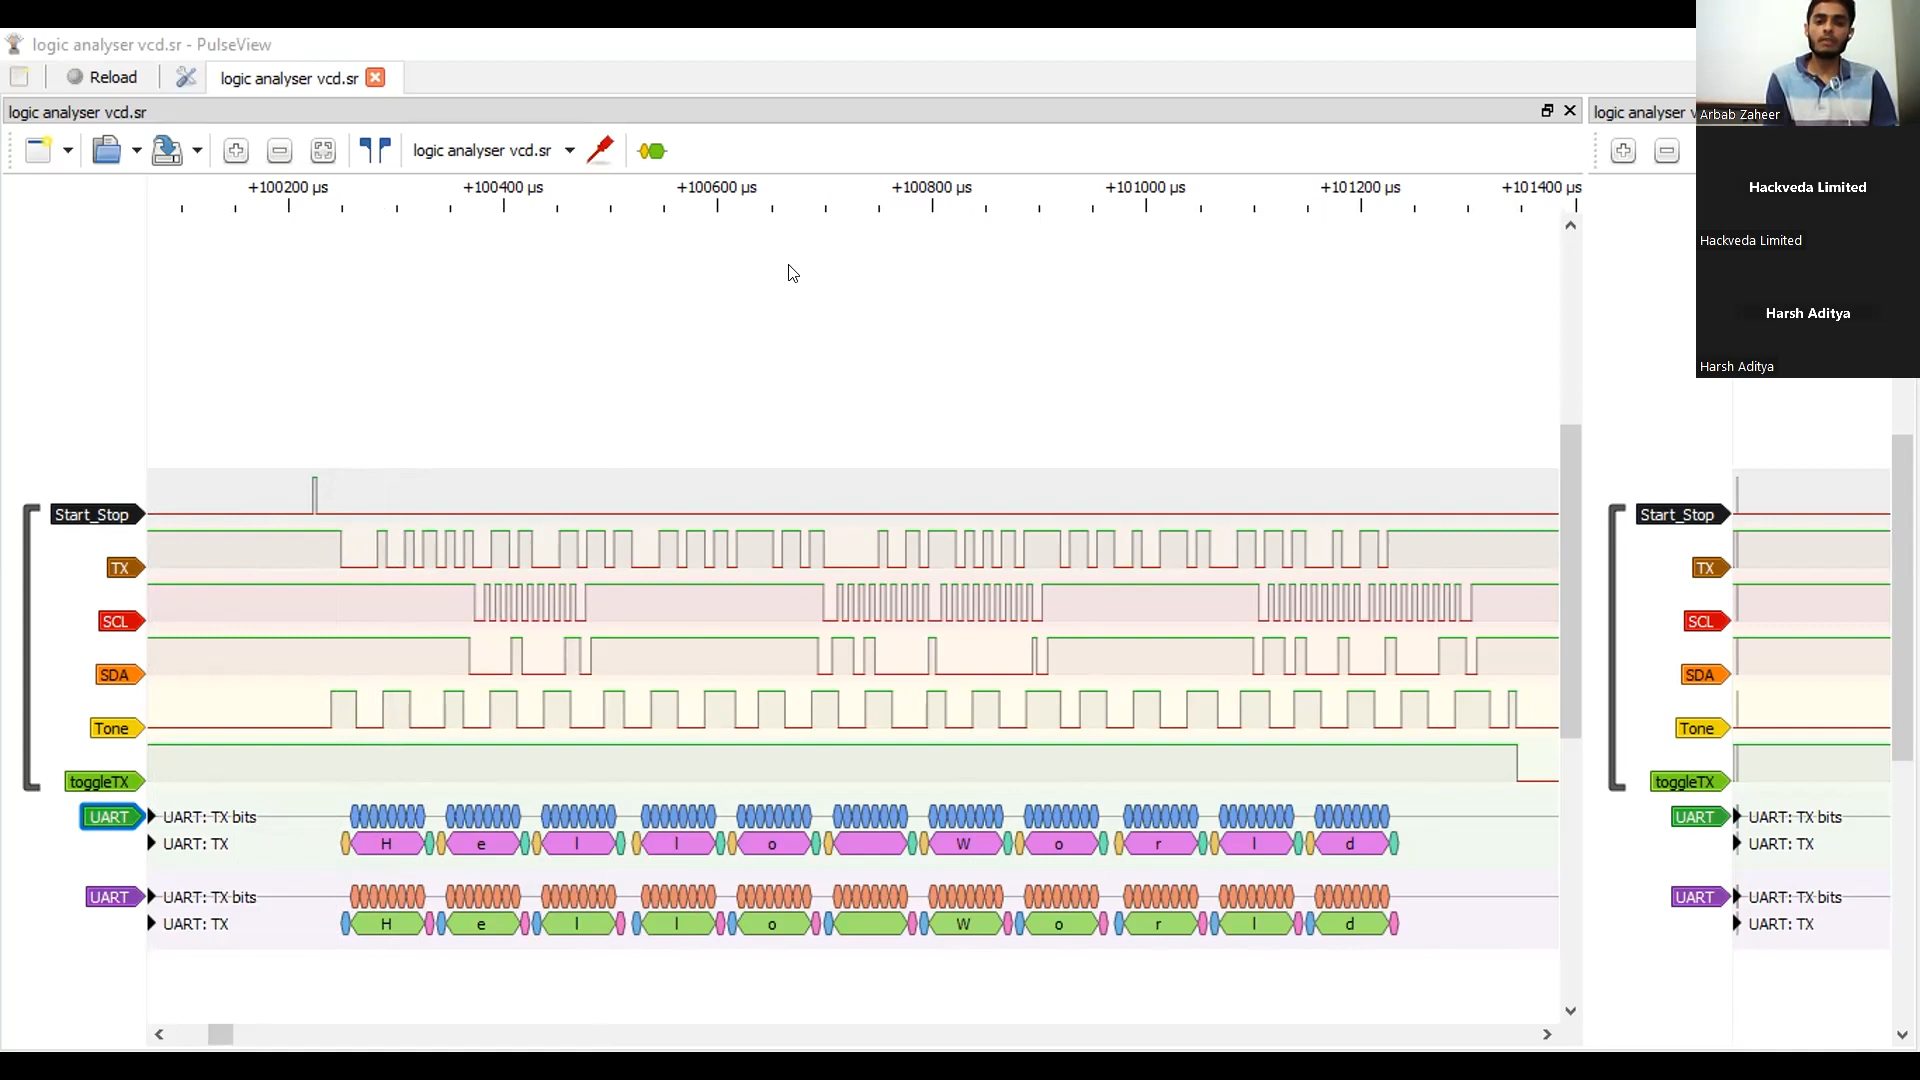 logic analyser vcd.sr - PulseView
Reload
logic analyser vcd.sr
logic analyser vcd.sr
logic analyser v
logic analyser vcd.sr
+100200 µs +100400 µs +100600 µs +100800 µs +101000 µs +101200 µs +101400 µs
Arbab Zaheer
Hackveda Limited
Hackveda Limited
Harsh Aditya
Harsh Aditya
Start_Stop
TX
SCL
SDA
Tone
toggleTX
UART UART: TX bits
UART: TX H e l l o W o r l d
UART UART: TX bits
UART: TX H e l l o W o r l d
Start_Stop
TX
SCL
SDA
Tone
toggleTX
UART UART: TX bits
UART: TX
UART UART: TX bits
UART: TX